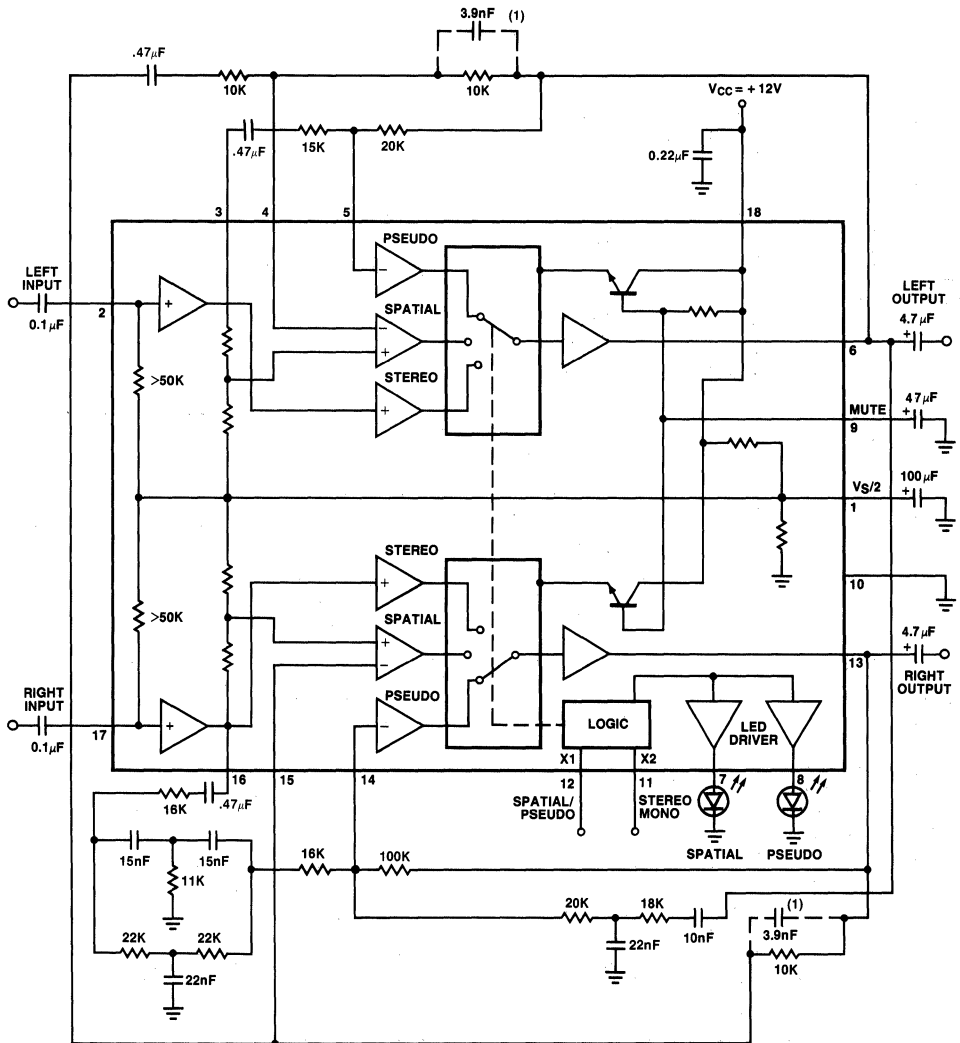 3.9nF (1)
.47μF
10K
10K
VCC = +12V
.47μF
15K
20K
0.22μF
3
4
5
18
PSEUDO
LEFT
INPUT
LEFT
OUTPUT
2
0.1μF
+
−
SPATIAL
−
+
4.7μF
+
6
>50K
STEREO
+
MUTE
9
47μF
+
VS/2
1
100μF
+
STEREO
+
10
>50K
SPATIAL
+
−
4.7μF
+
13
RIGHT
OUTPUT
RIGHT
INPUT
PSEUDO
−
+
17
0.1μF
LOGIC
LED
DRIVER
X1
X2
16
15
14
12
11
7
8
16K
.47μF
SPATIAL/
PSEUDO
STEREO
MONO
SPATIAL
PSEUDO
15nF
15nF
11K
16K
100K
20K
18K
10nF
22nF
(1)
3.9nF
10K
22K
22K
22nF